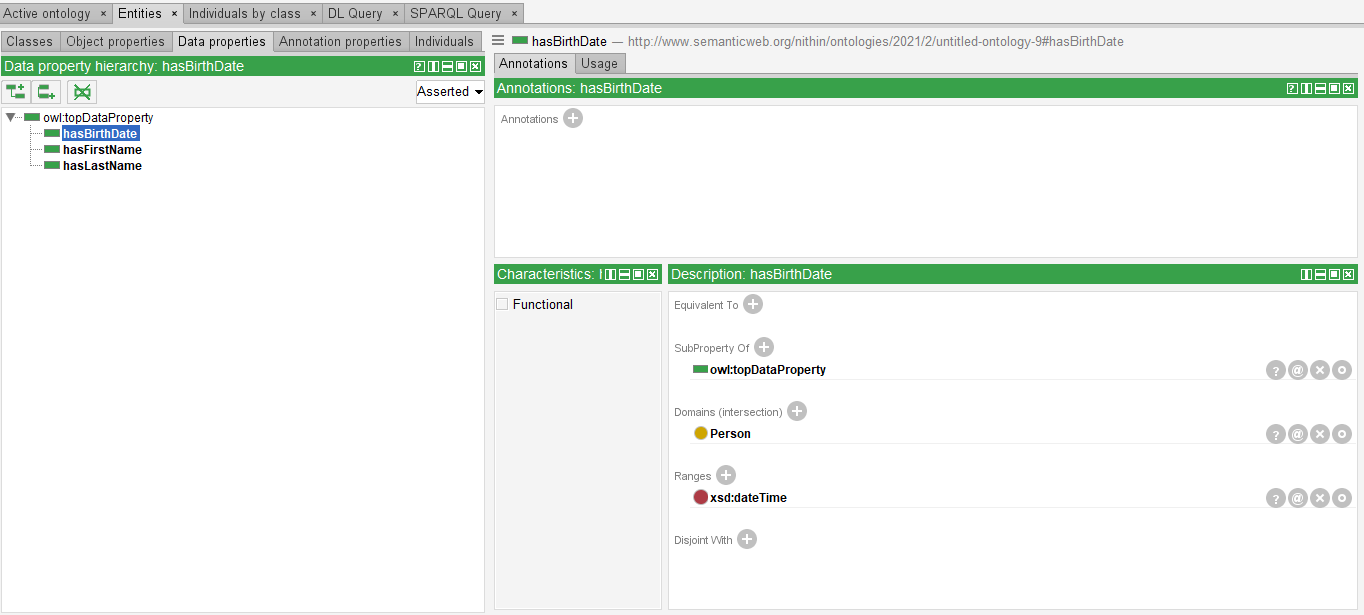 Active ontology × Entities × Individuals by class × DL Query × SPARQL Query ×
Classes Object properties Data properties Annotation properties Individuals
Data property hierarchy: hasBirthDate
Asserted
owl:topDataProperty
hasBirthDate
hasFirstName
hasLastName
hasBirthDate — http://www.semanticweb.org/nithin/ontologies/2021/2/untitled-ontology-9#hasBirthDate
Annotations Usage
Annotations: hasBirthDate
Annotations
Characteristics:
Functional
Description: hasBirthDate
Equivalent To
SubProperty Of
owl:topDataProperty
Domains (intersection)
Person
Ranges
xsd:dateTime
Disjoint With